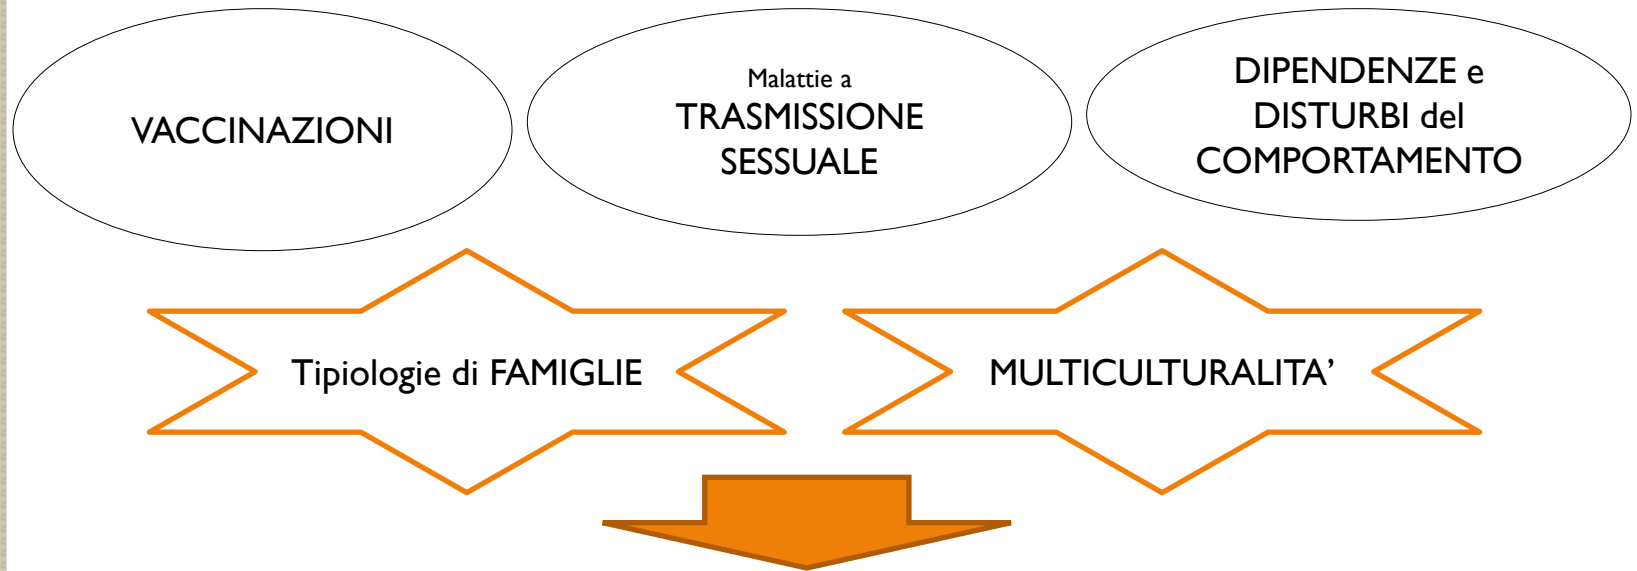 VACCINAZIONI
Malattie a
TRASMISSIONE
SESSUALE
DIPENDENZE e
DISTURBI del
COMPORTAMENTO
Tipiologie di FAMIGLIE
MULTICULTURALITA’